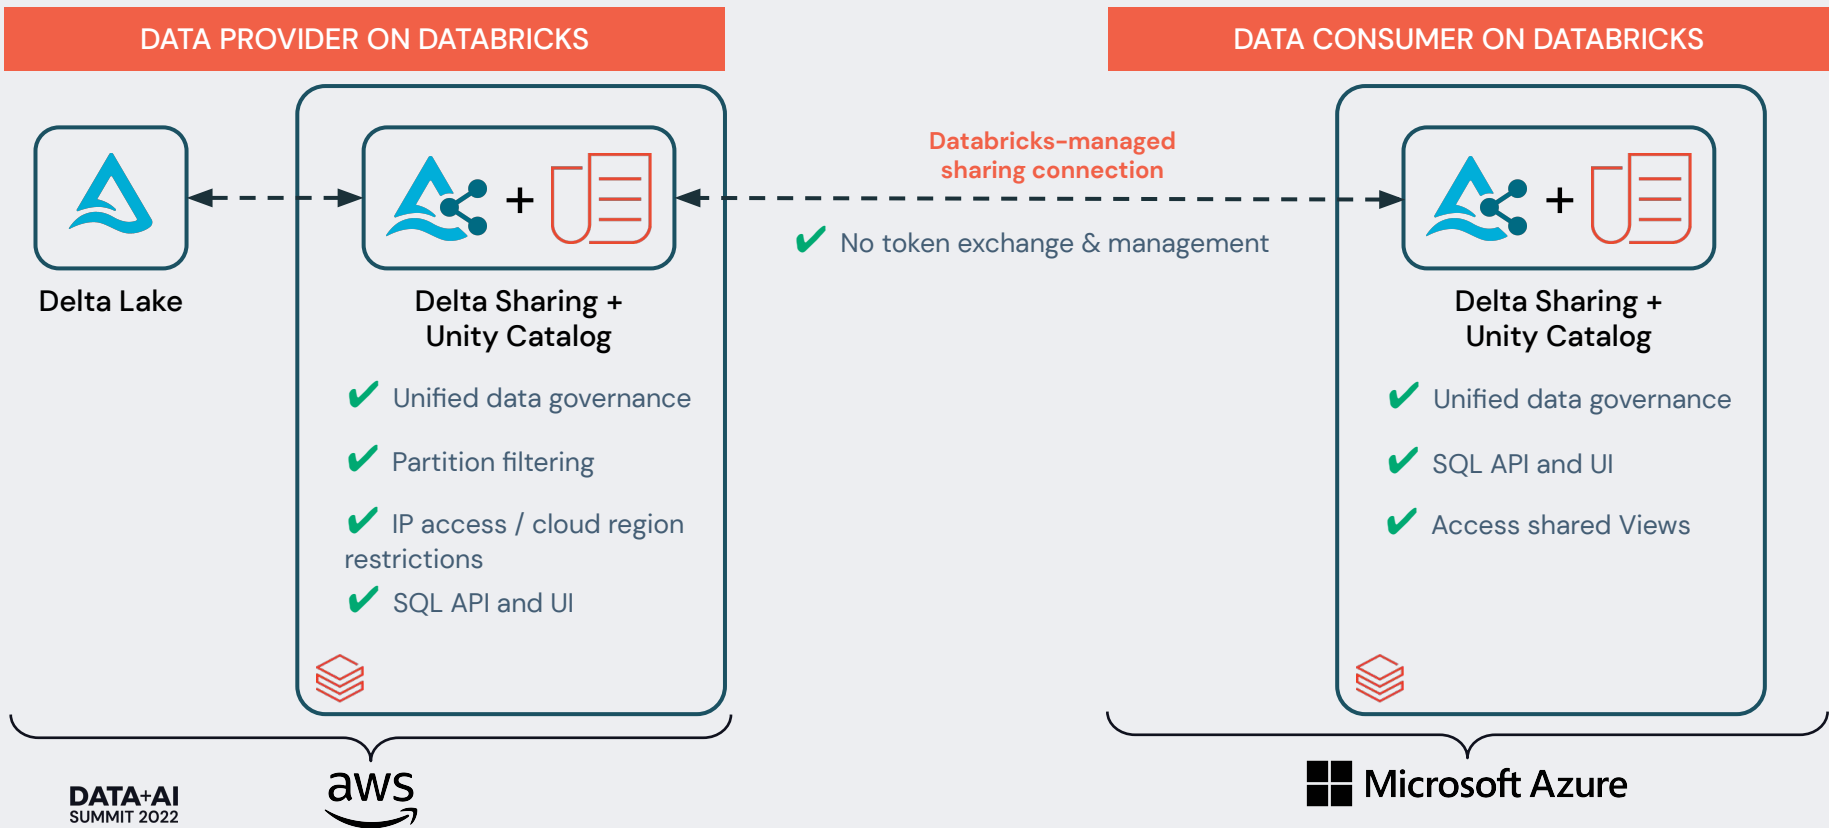 DATA PROVIDER ON DATABRICKS
DATA CONSUMER ON DATABRICKS
Delta Lake
+
Delta Sharing +
Unity Catalog
✔ Unified data governance
✔ Partition filtering
✔ IP access / cloud region
restrictions
✔ SQL API and UI
Databricks-managed
sharing connection
✔ No token exchange & management
+
Delta Sharing +
Unity Catalog
✔ Unified data governance
✔ SQL API and UI
✔ Access shared Views
DATA+AI
SUMMIT 2022
aws
Microsoft Azure